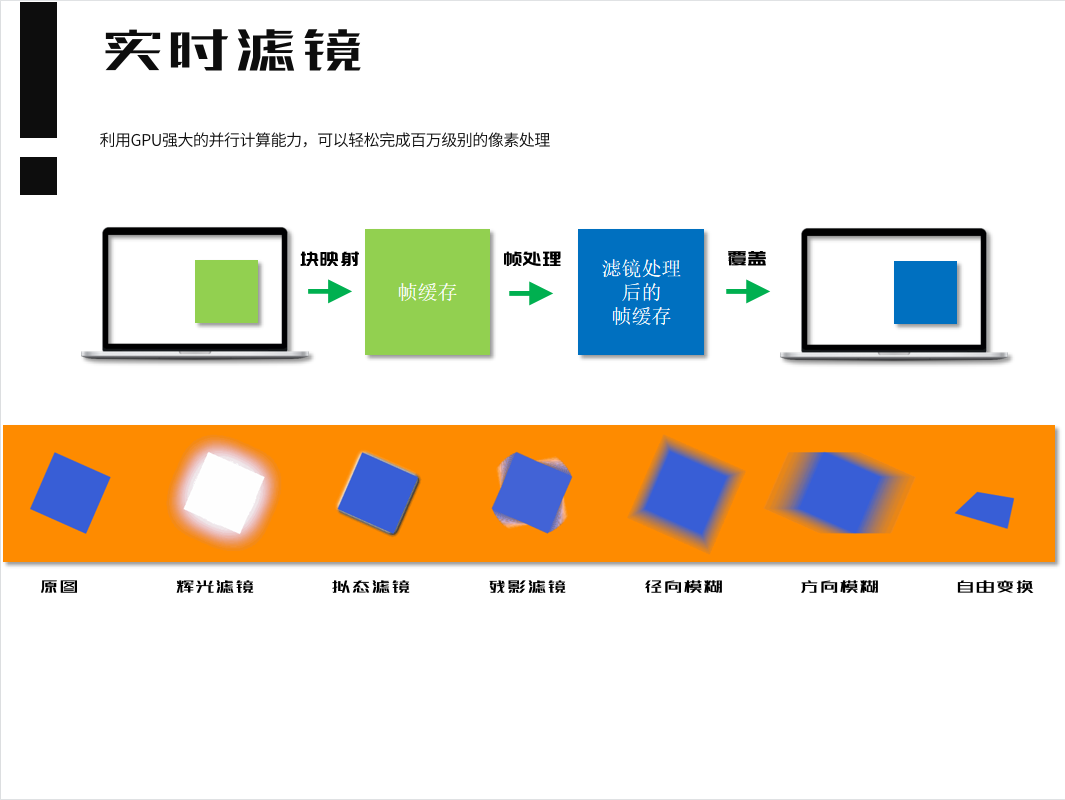 实时滤镜
利用GPU强大的并行计算能力，可以轻松完成百万级别的像素处理
块映射
帧缓存
帧处理
滤镜处理
后的
帧缓存
覆盖
原图
辉光滤镜
拟态滤镜
残影滤镜
径向模糊
方向模糊
自由变换